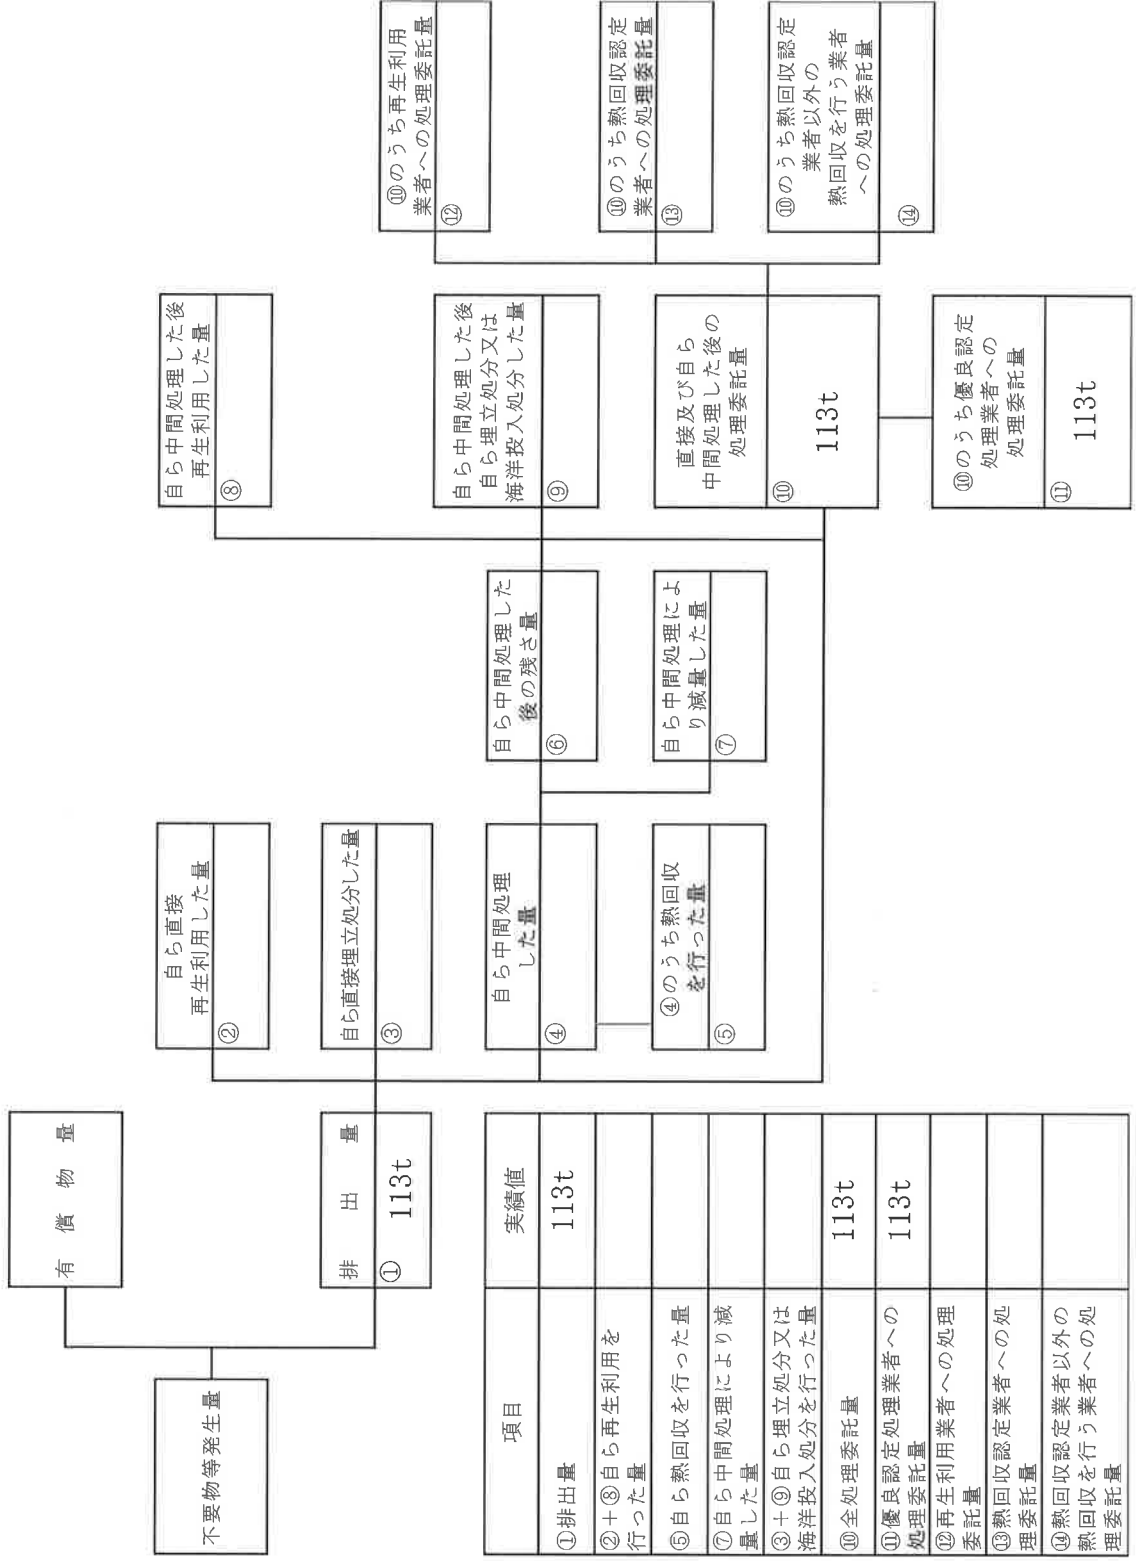 不要物等発生量
有償物量
排出量
①
113t
自ら直接
再生利用した量
②
自ら直接埋立処分した量
③
自ら中間処理
した量
④
④のうち熱回収
を行った量
⑤
自ら中間処理した
後の残さ量
⑥
自ら中間処理によ
り減量した量
⑦
自ら中間処理した後
再生利用した量
⑧
自ら中間処理した後
自ら埋立処分又は
海洋投入処分した量
⑨
直接及び自ら
中間処理した後の
処理委託量
⑩
113t
⑩のうち優良認定
処理業者への
処理委託量
⑪
113t
⑩のうち再生利用
業者への処理委託量
⑫
⑩のうち熱回収認定
業者への処理委託量
⑬
⑩のうち熱回収認定
業者以外の
熱回収を行う業者
への処理委託量
⑭
項目
実績値
①排出量
113t
②+⑧自ら再生利用を
行った量
⑤自ら熱回収を行った量
⑦自ら中間処理により減
量した量
③+⑨自ら埋立処分又は
海洋投入処分を行った量
⑩全処理委託量
113t
⑪優良認定処理業者への
処理委託量
113t
⑫再生利用業者への処理
委託量
⑬熱回収認定業者への処
理委託量
⑭熱回収認定業者以外の
熱回収を行う業者への処
理委託量